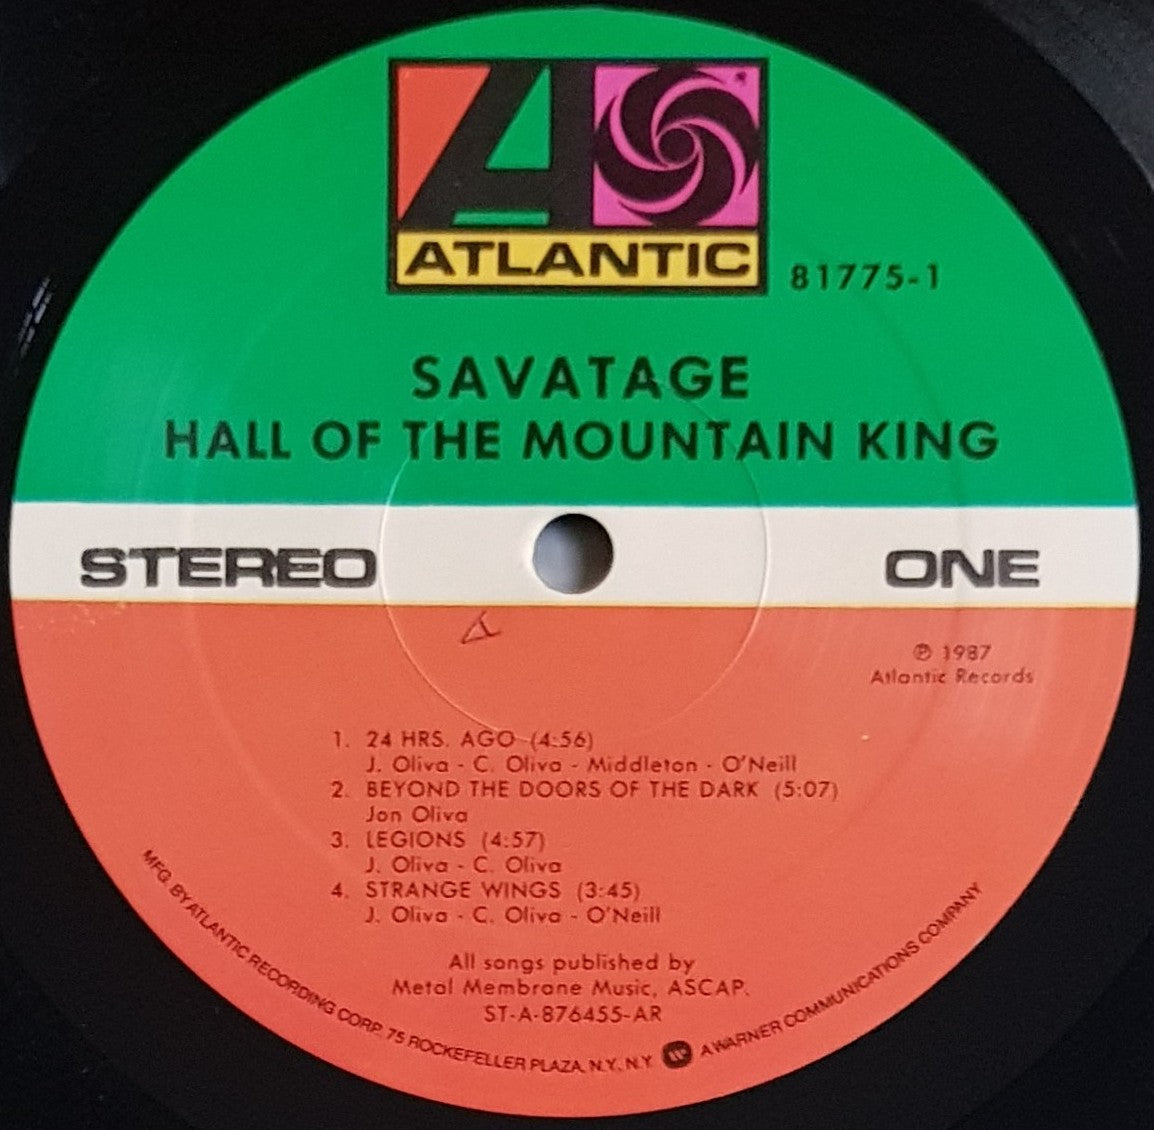 ATLANTIC
81775-1
SAVATAGE
HALL OF THE MOUNTAIN KING
STEREO
ONE
℗ 1987
Atlantic Records
1. 24 HRS. AGO (4:56)
J. Oliva - C. Oliva - Middleton - O'Neill
2. BEYOND THE DOORS OF THE DARK (5:07)
Jon Oliva
3. LEGIONS (4:57)
J. Oliva - C. Oliva
4. STRANGE WINGS (3:45)
J. Oliva - C. Oliva - O'Neill
All songs published by
Metal Membrane Music, ASCAP.
ST-A-876455-AR
MFG. BY ATLANTIC RECORDING CORP. 75 ROCKEFELLER PLAZA, N.Y., N.Y. A WARNER COMMUNICATIONS COMPANY